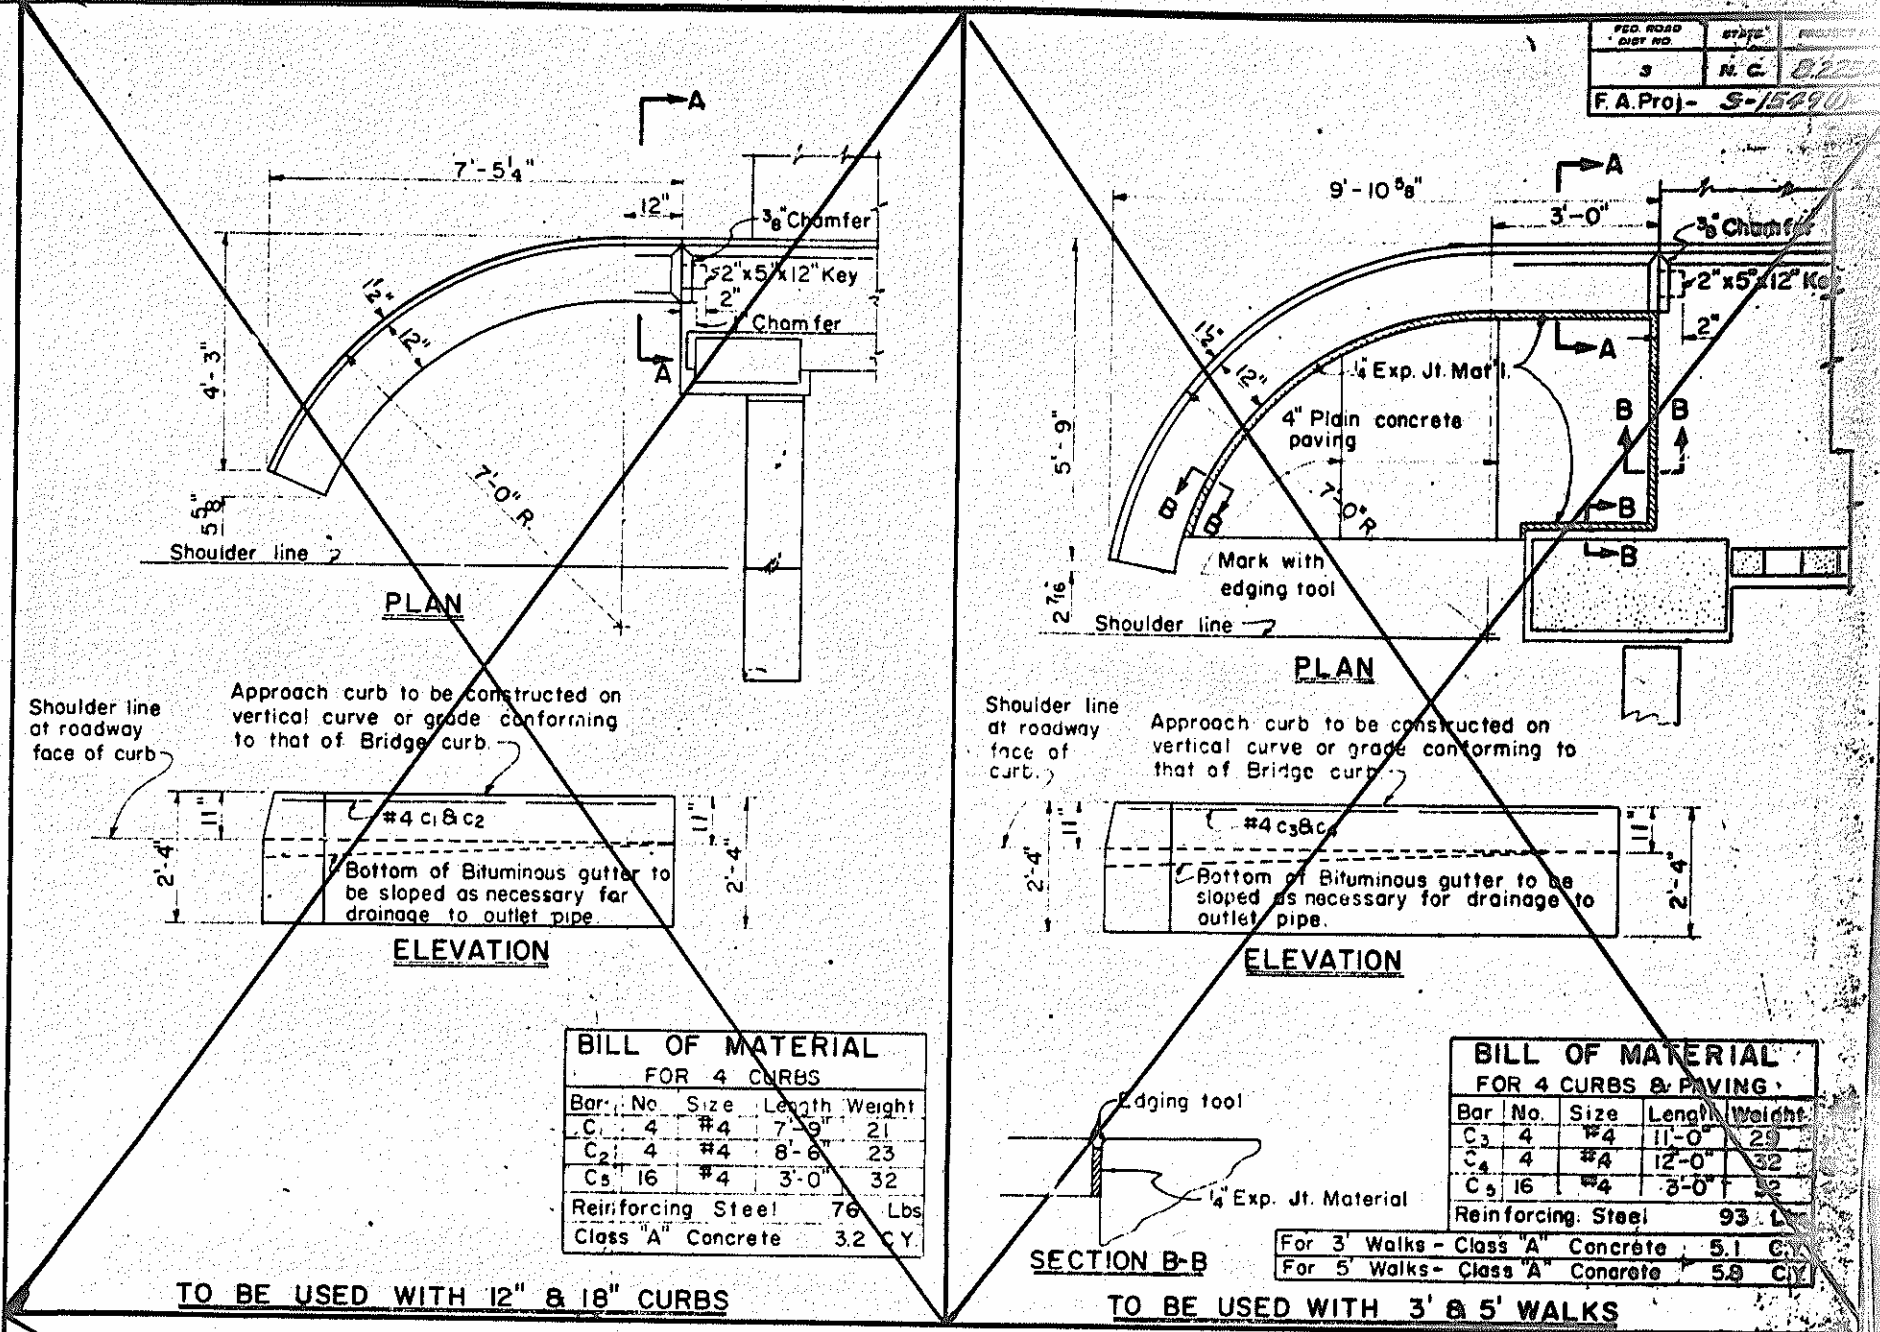 FED. ROAD DIST NO. STATE
3 N. C.
F. A. Proj-
A
7'-5¼"
12"
⅜" Chamfer
2"x5"x12" Key
2"
1" Chamfer
A
1½"
12"
4'-3"
7'-0" R.
5⅝"
Shoulder line
PLAN
Shoulder line
at roadway
face of curb
Approach curb to be constructed on
vertical curve or grade conforming
to that of Bridge curb.
11"
2'-4"
#4 c₁ & c₂
11"
2'-4"
Bottom of Bituminous gutter to
be sloped as necessary for
drainage to outlet pipe.
ELEVATION
BILL OF MATERIAL
FOR 4 CURBS
Bar No. Size Length Weight
C₁ 4 #4 7'-9" 21
C₂ 4 #4 8'-6" 23
C₅ 16 #4 3'-0" 32
Reinforcing Steel 76 Lbs
Class "A" Concrete 3.2 C.Y.
TO BE USED WITH 12" & 18" CURBS
A
9'-10⅝"
3'-0"
⅜" Chamfer
2"x5"x12" Key
2"
A
1½"
12"
¼" Exp. Jt. Mat'l.
4" Plain concrete
paving
B B
5'-9"
B B
7'-0" R.
B
B
Mark with
edging tool
2 7/16"
Shoulder line
PLAN
Shoulder line
at roadway
face of
curb.
Approach curb to be constructed on
vertical curve or grade conforming to
that of Bridge curb.
11"
2'-4"
#4 c₃ & c₄
11"
2'-4"
Bottom of Bituminous gutter to be
sloped as necessary for drainage to
outlet pipe.
ELEVATION
Edging tool
¼" Exp. Jt. Material
SECTION B-B
BILL OF MATERIAL
FOR 4 CURBS & PAVING
Bar No. Size Length Weight
C₃ 4 #4 11'-0" 29
C₄ 4 #4 12'-0" 32
C₅ 16 #4 3'-0" 32
Reinforcing Steel 93
For 3' Walks - Class "A" Concrete 5.1 C.Y.
For 5' Walks - Class "A" Concrete 5.8 C.Y.
TO BE USED WITH 3' & 5' WALKS